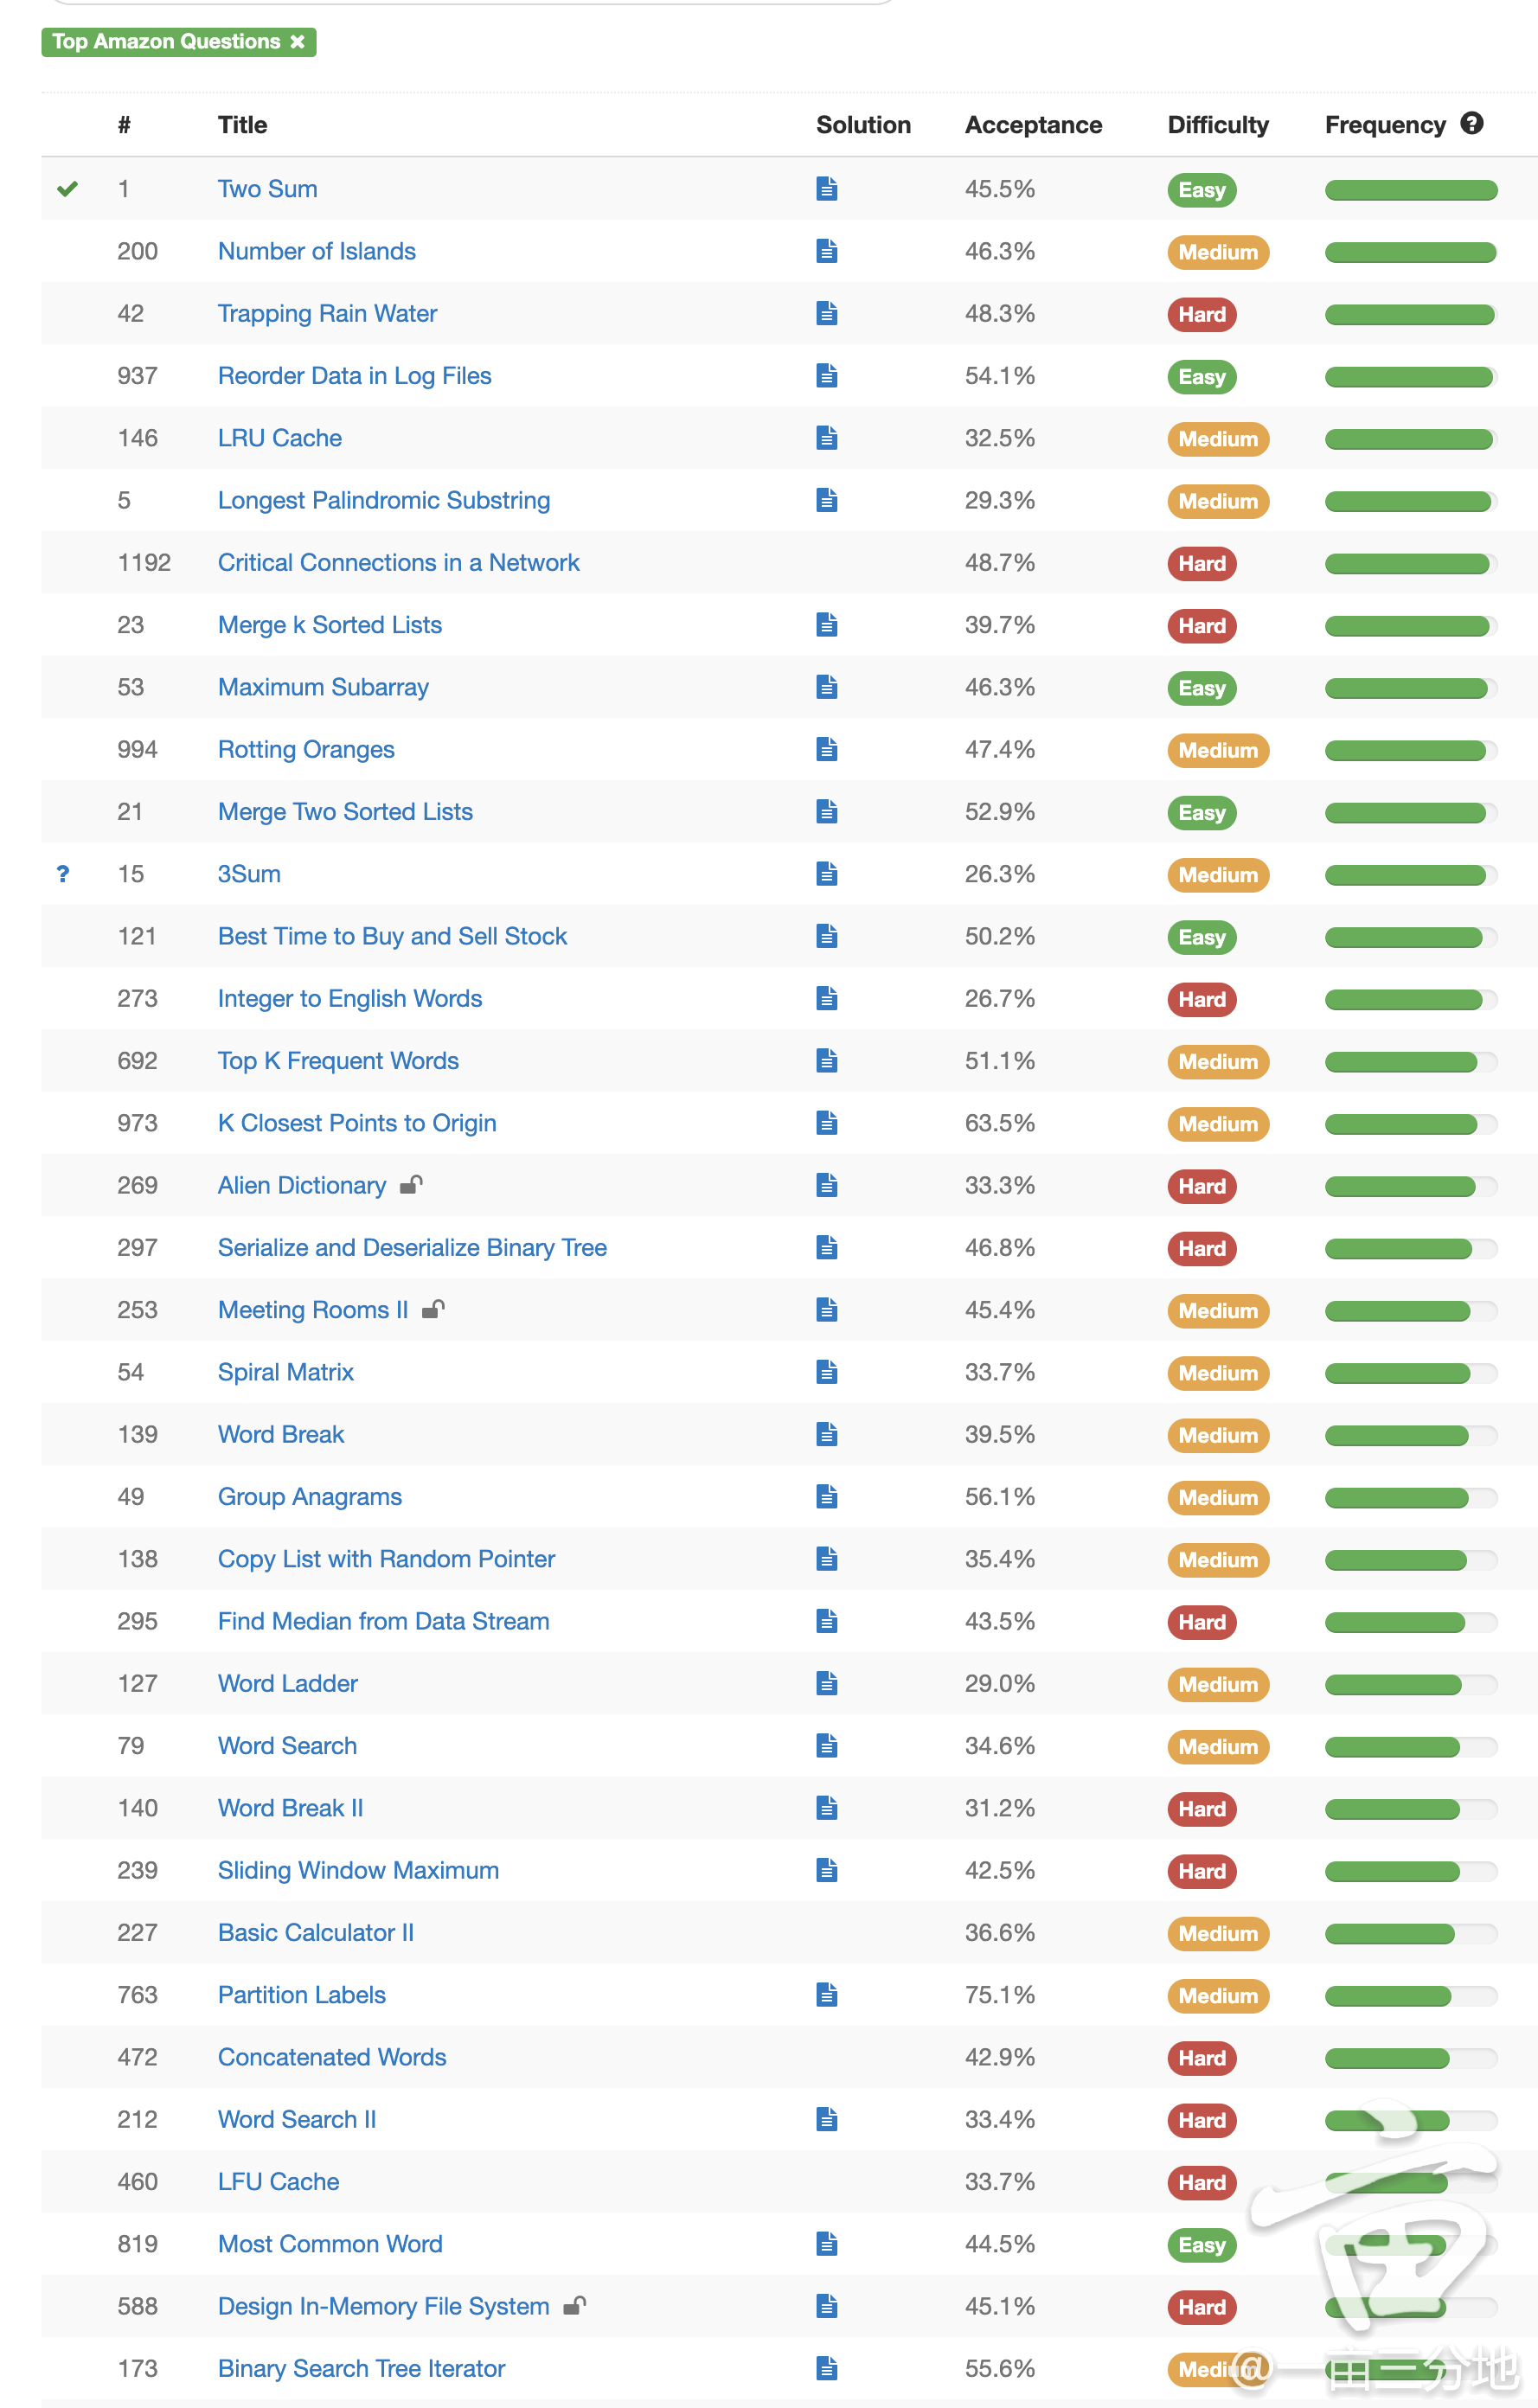 Top Amazon Questions ×
# Title Solution Acceptance Difficulty Frequency ?
1 Two Sum 45.5% Easy
200 Number of Islands 46.3% Medium
42 Trapping Rain Water 48.3% Hard
937 Reorder Data in Log Files 54.1% Easy
146 LRU Cache 32.5% Medium
5 Longest Palindromic Substring 29.3% Medium
1192 Critical Connections in a Network 48.7% Hard
23 Merge k Sorted Lists 39.7% Hard
53 Maximum Subarray 46.3% Easy
994 Rotting Oranges 47.4% Medium
21 Merge Two Sorted Lists 52.9% Easy
? 15 3Sum 26.3% Medium
121 Best Time to Buy and Sell Stock 50.2% Easy
273 Integer to English Words 26.7% Hard
692 Top K Frequent Words 51.1% Medium
973 K Closest Points to Origin 63.5% Medium
269 Alien Dictionary 33.3% Hard
297 Serialize and Deserialize Binary Tree 46.8% Hard
253 Meeting Rooms II 45.4% Medium
54 Spiral Matrix 33.7% Medium
139 Word Break 39.5% Medium
49 Group Anagrams 56.1% Medium
138 Copy List with Random Pointer 35.4% Medium
295 Find Median from Data Stream 43.5% Hard
127 Word Ladder 29.0% Medium
79 Word Search 34.6% Medium
140 Word Break II 31.2% Hard
239 Sliding Window Maximum 42.5% Hard
227 Basic Calculator II 36.6% Medium
763 Partition Labels 75.1% Medium
472 Concatenated Words 42.9% Hard
212 Word Search II 33.4% Hard
460 LFU Cache 33.7% Hard
819 Most Common Word 44.5% Easy
588 Design In-Memory File System 45.1% Hard
173 Binary Search Tree Iterator 55.6% Medium
@一亩三分地